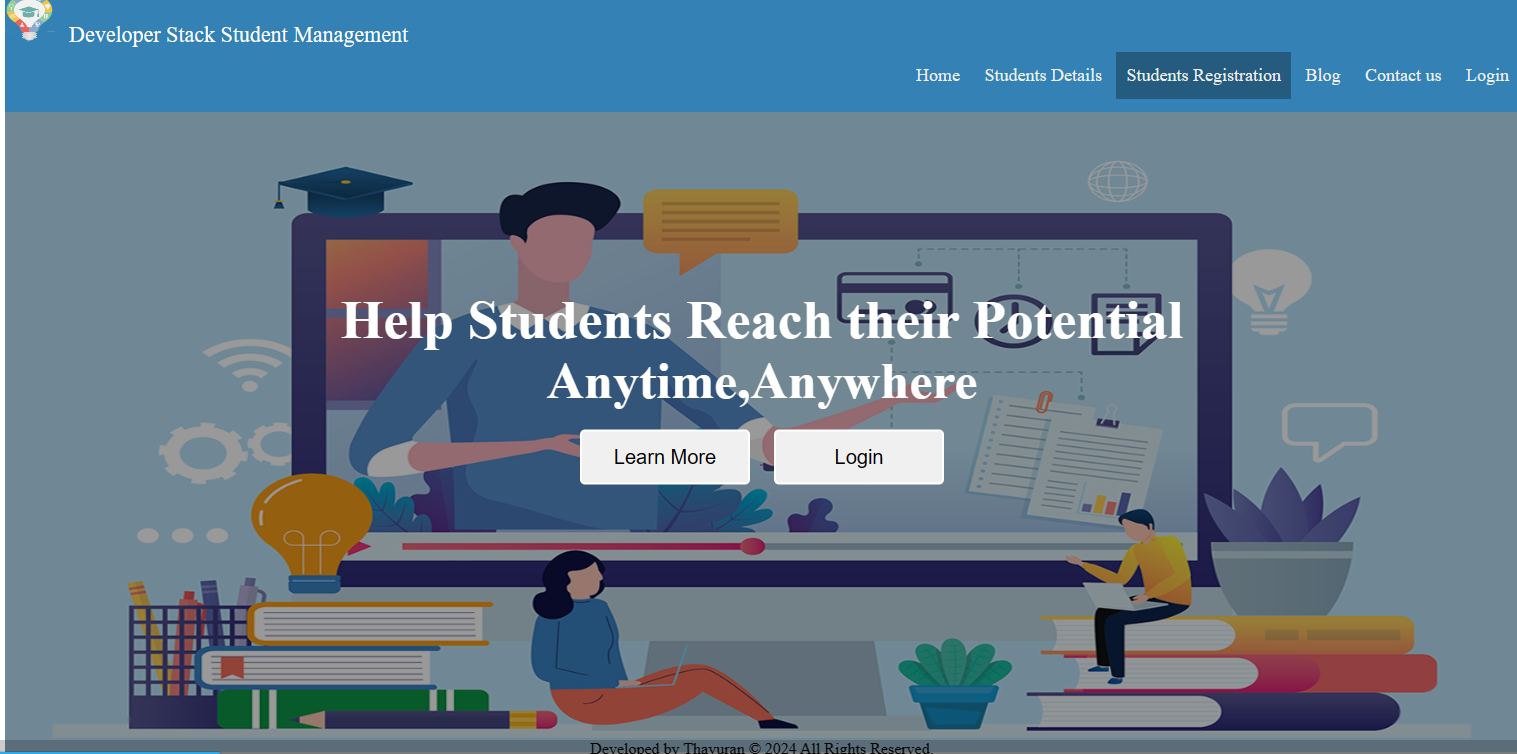 Developer Stack Student Management
Home Students Details Students Registration Blog Contact us Login
Help Students Reach their Potential
Anytime,Anywhere
Learn More Login
Developed by Thavuran © 2024 All Rights Reserved.